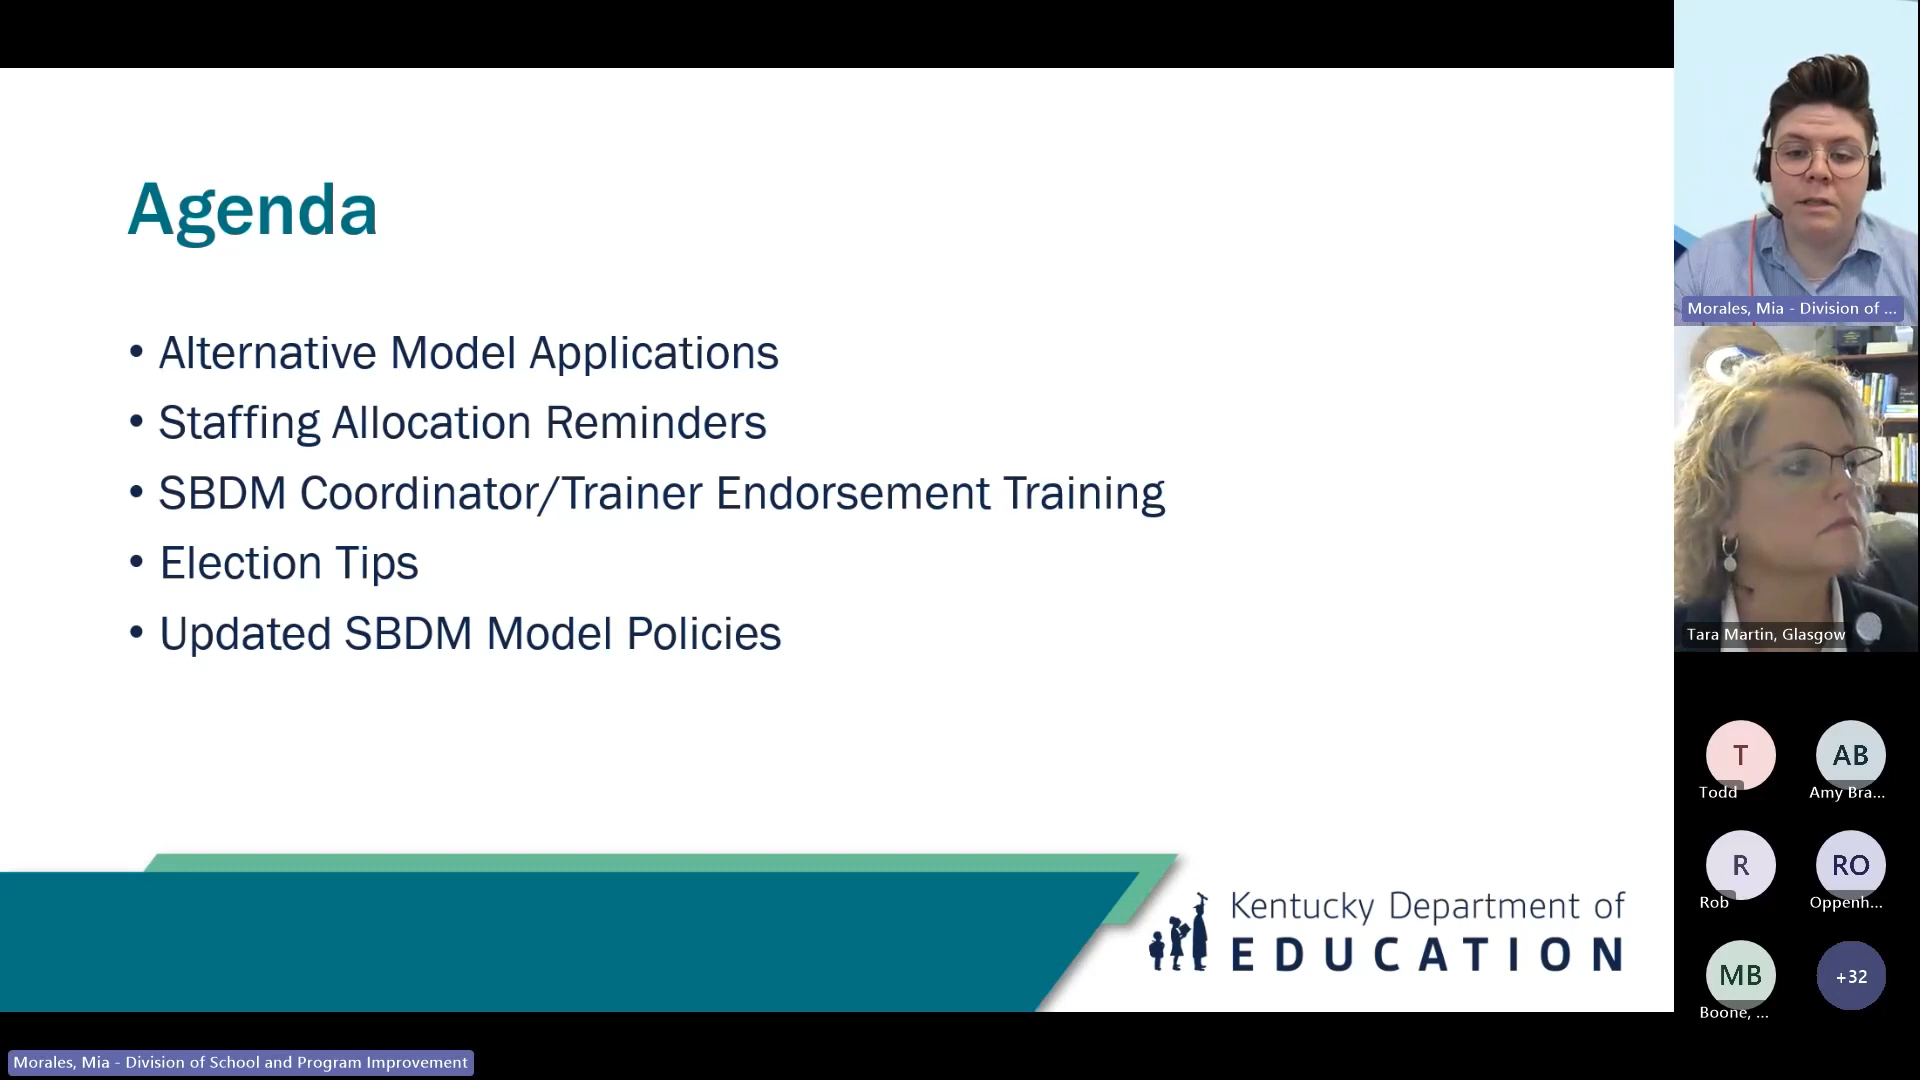 Agenda
• Alternative Model Applications
• Staffing Allocation Reminders
• SBDM Coordinator/Trainer Endorsement Training
• Election Tips
• Updated SBDM Model Policies
Kentucky Department of
EDUCATION
Morales, Mia - Division of School and Program Improvement
Morales, Mia - Division of ...
Tara Martin, Glasgow
T
Todd
AB
Amy Bra...
R
Rob
RO
Oppenh...
MB
Boone, ...
+32